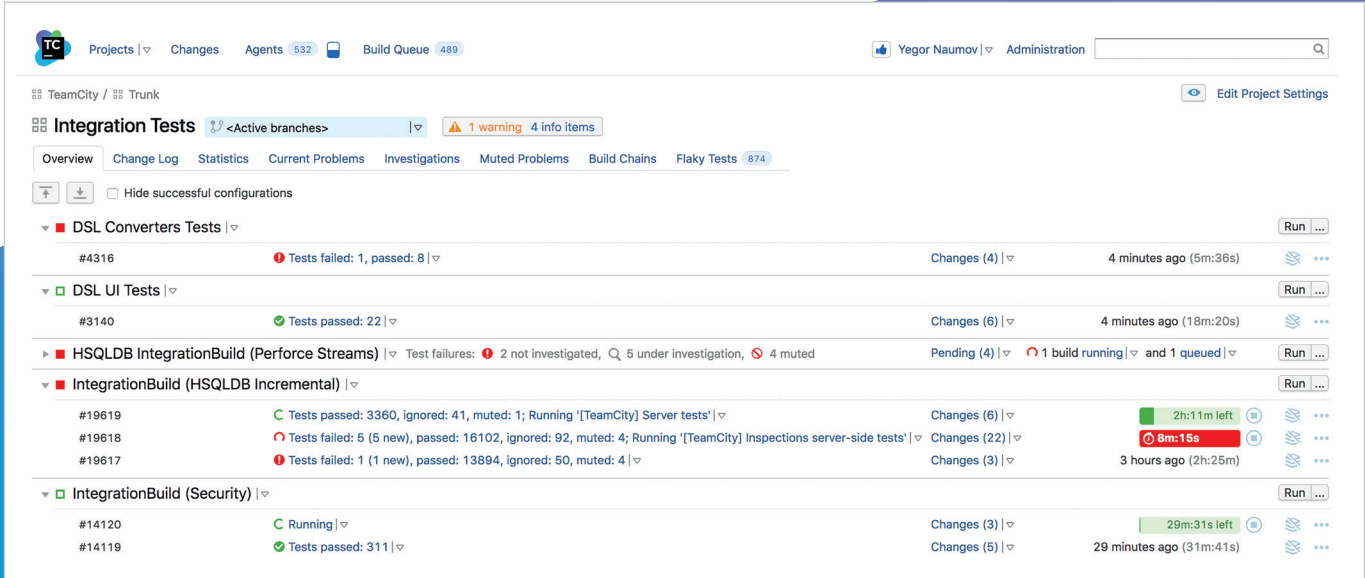 TC
Projects Changes Agents 532 Build Queue 489 Yegor Naumov Administration
TeamCity / Trunk Edit Project Settings
Integration Tests <Active branches> 1 warning 4 info items
Overview Change Log Statistics Current Problems Investigations Muted Problems Build Chains Flaky Tests 874
Hide successful configurations
DSL Converters Tests Run ...
#4316 Tests failed: 1, passed: 8 Changes (4) 4 minutes ago (5m:36s)
DSL UI Tests Run ...
#3140 Tests passed: 22 Changes (6) 4 minutes ago (18m:20s)
HSQLDB IntegrationBuild (Perforce Streams) Test failures: 2 not investigated, 5 under investigation, 4 muted Pending (4) 1 build running and 1 queued Run ...
IntegrationBuild (HSQLDB Incremental) Run ...
#19619 Tests passed: 3360, ignored: 41, muted: 1; Running '[TeamCity] Server tests' Changes (6) 2h:11m left
#19618 Tests failed: 5 (5 new), passed: 16102, ignored: 92, muted: 4; Running '[TeamCity] Inspections server-side tests' Changes (22) 8m:15s
#19617 Tests failed: 1 (1 new), passed: 13894, ignored: 50, muted: 4 Changes (3) 3 hours ago (2h:25m)
IntegrationBuild (Security) Run ...
#14120 Running Changes (3) 29m:31s left
#14119 Tests passed: 311 Changes (5) 29 minutes ago (31m:41s)